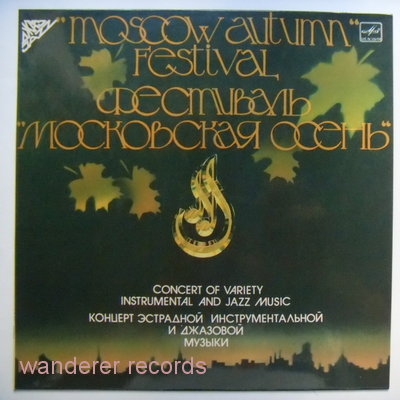 "MOSCOW AUTUMN"
FESTIVAL
ФЕСТИВАЛЬ
"МОСКОВСКАЯ ОСЕНЬ"
CONCERT OF VARIETY
INSTRUMENTAL AND JAZZ MUSIC
КОНЦЕРТ ЭСТРАДНОЙ ИНСТРУМЕНТАЛЬНОЙ
И ДЖАЗОВОЙ
МУЗЫКИ
wanderer records